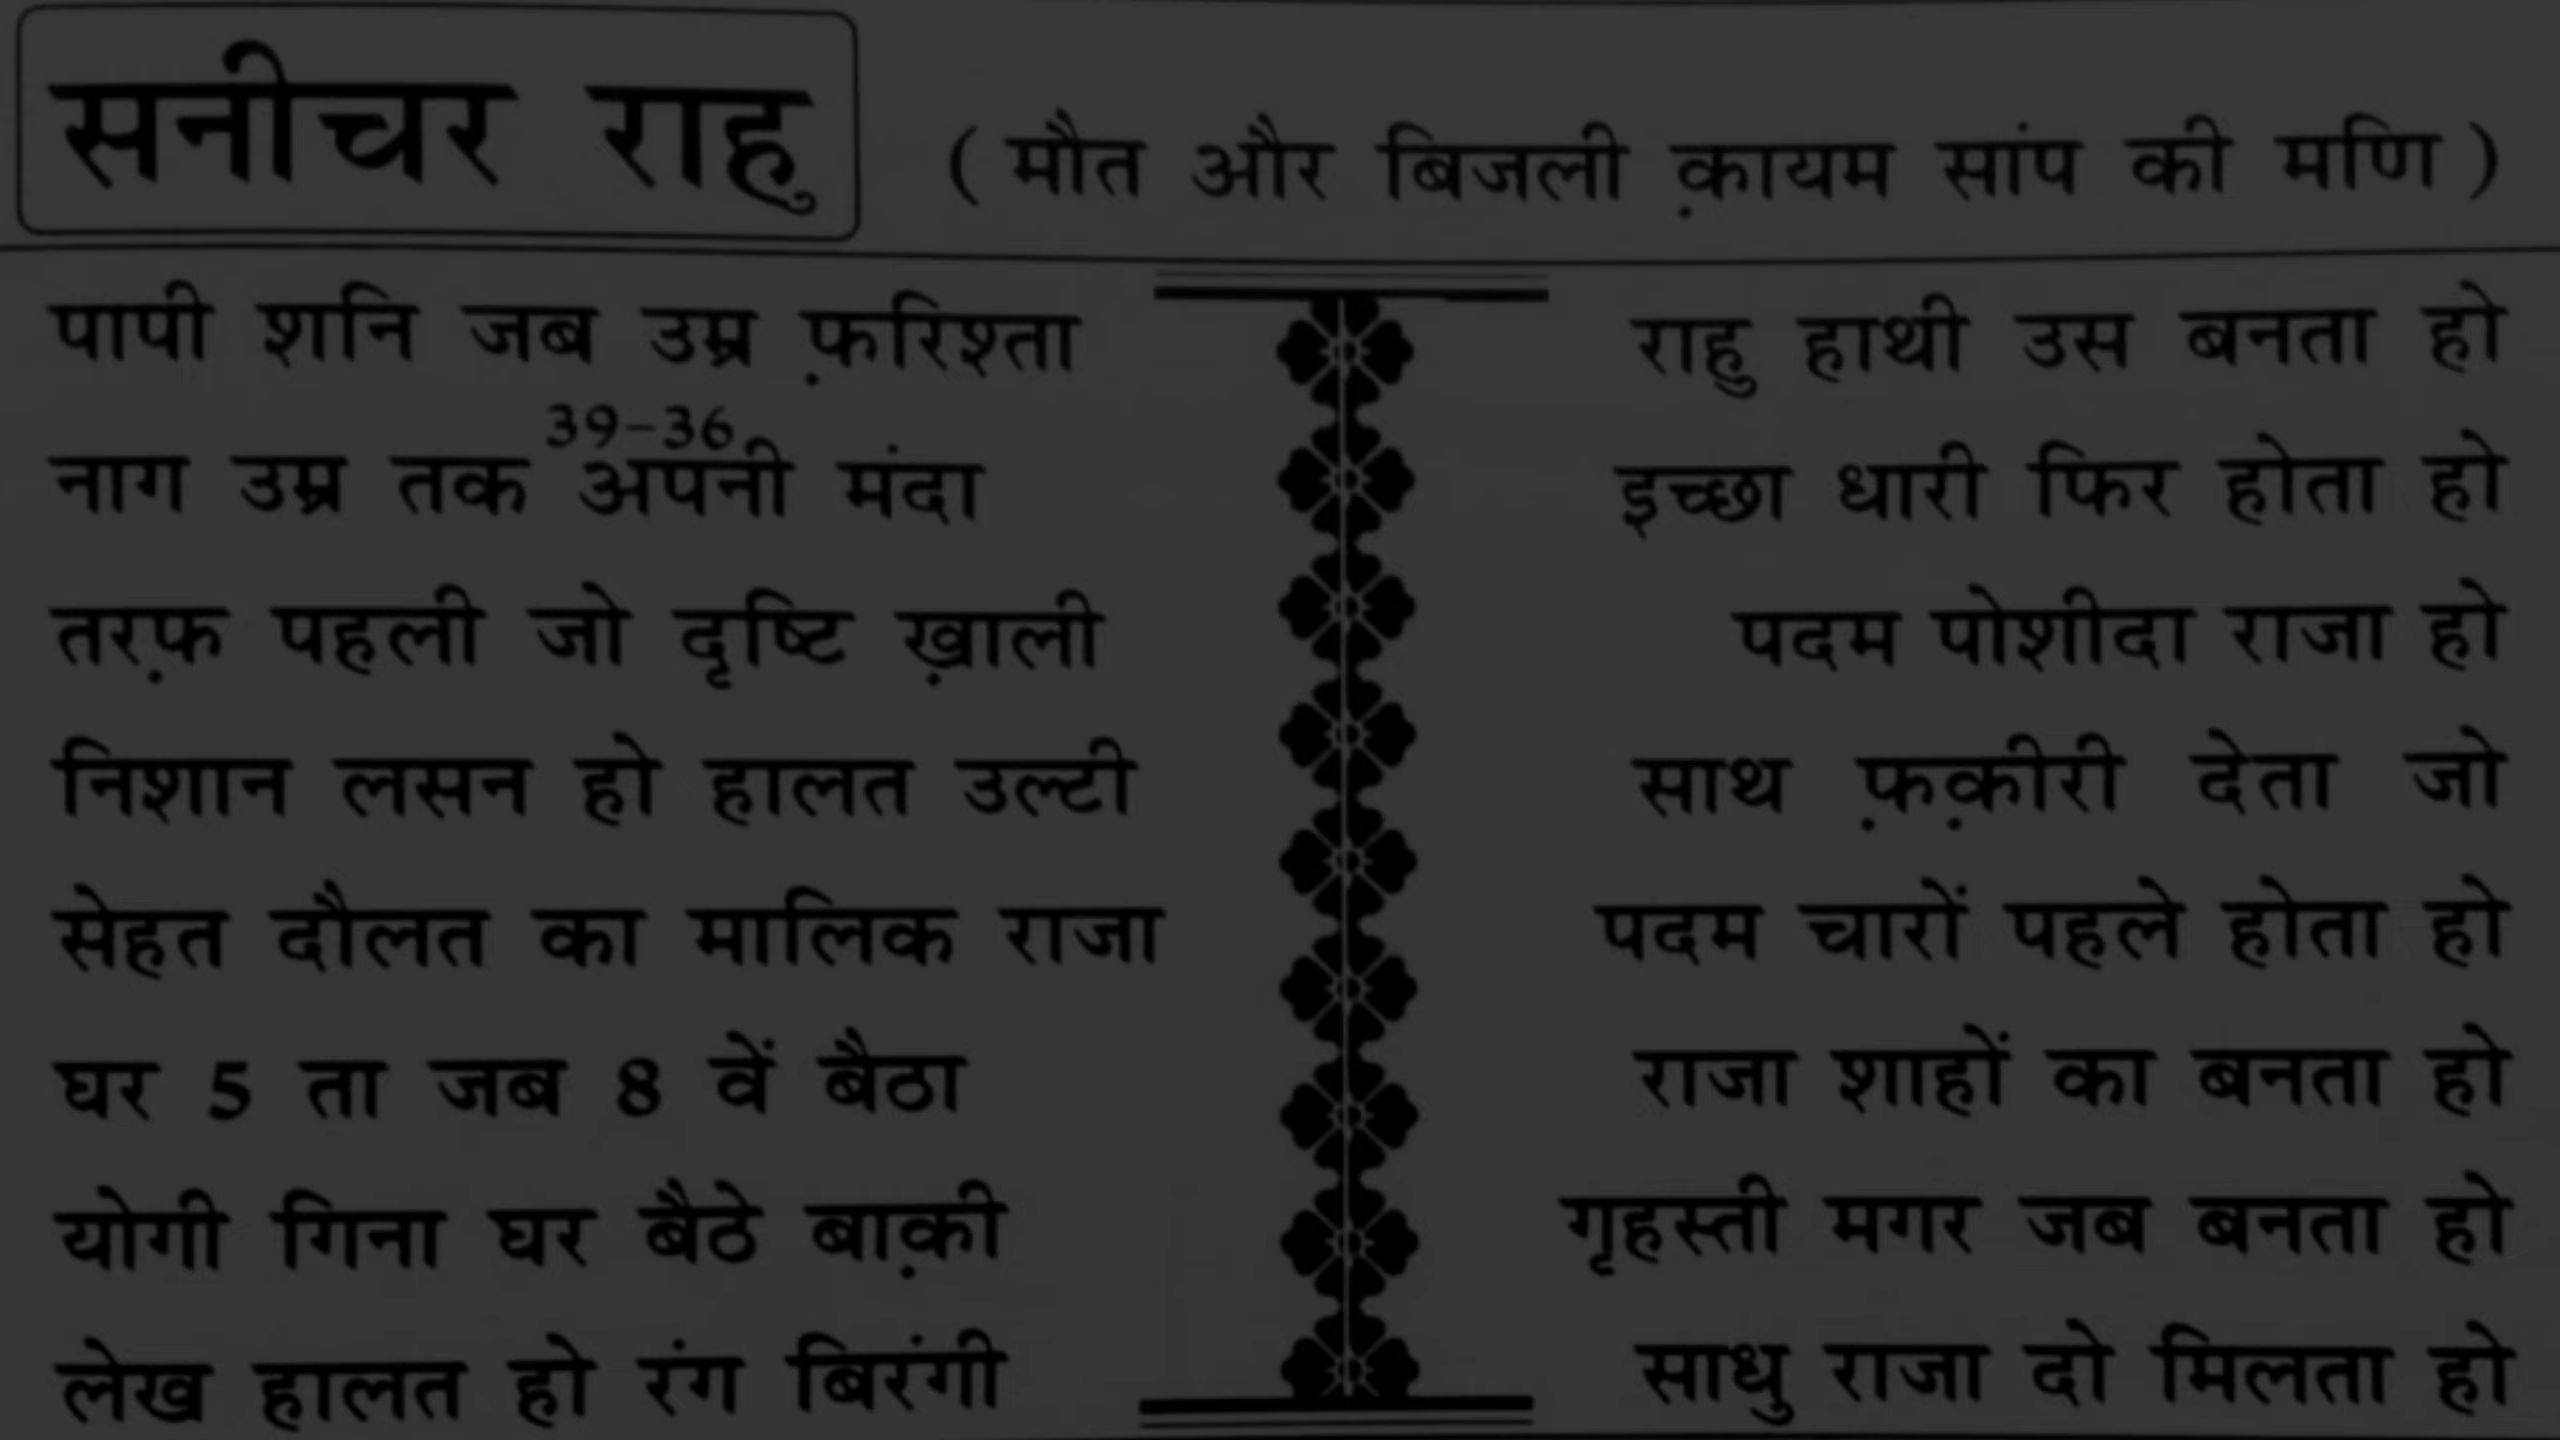 सनीचर राहु (मौत और बिजली क़ायम सांप की मणि)
पापी शनि जब उम्र फ़रिश्ता राहु हाथी उस बनता हो
39-36
नाग उम्र तक अपनी मंदा इच्छा धारी फिर होता हो
तरफ़ पहली जो दृष्टि ख़ाली पदम पोशीदा राजा हो
निशान लसन हो हालत उल्टी साथ फ़क़ीरी देता जो
सेहत दौलत का मालिक राजा पदम चारों पहले होता हो
घर 5 ता जब 8 वें बैठा राजा शाहों का बनता हो
योगी गिना घर बैठे बाक़ी गृहस्ती मगर जब बनता हो
लेख हालत हो रंग बिरंगी साधु राजा दो मिलता हो